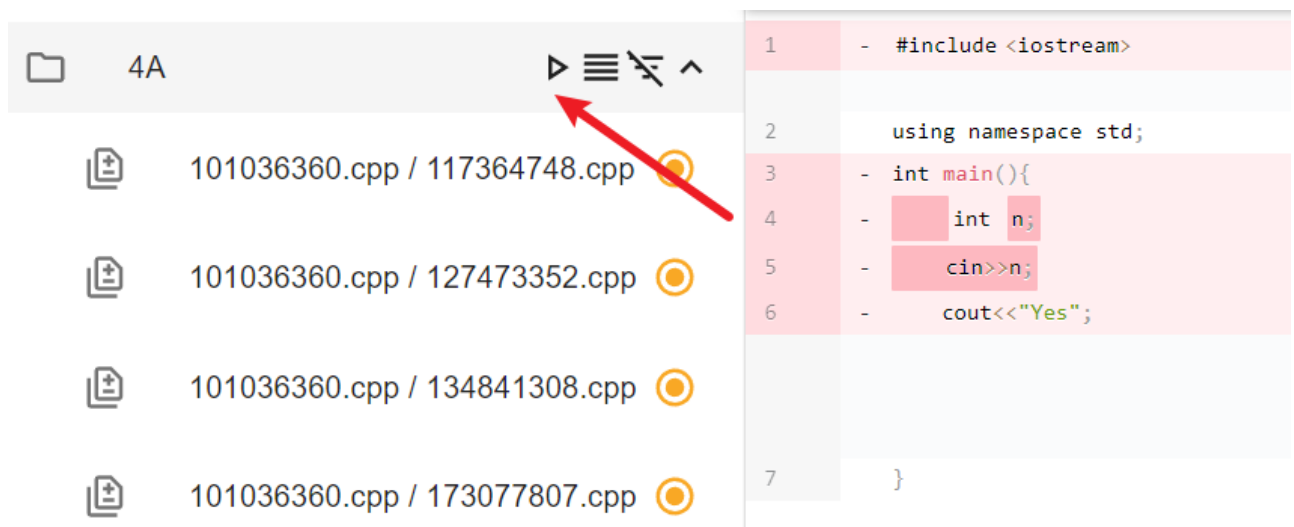 4A
101036360.cpp / 117364748.cpp
101036360.cpp / 127473352.cpp
101036360.cpp / 134841308.cpp
101036360.cpp / 173077807.cpp
1 - #include <iostream>
2 using namespace std;
3 - int main(){
4 - int n;
5 - cin>>n;
6 - cout<<"Yes";
7 }